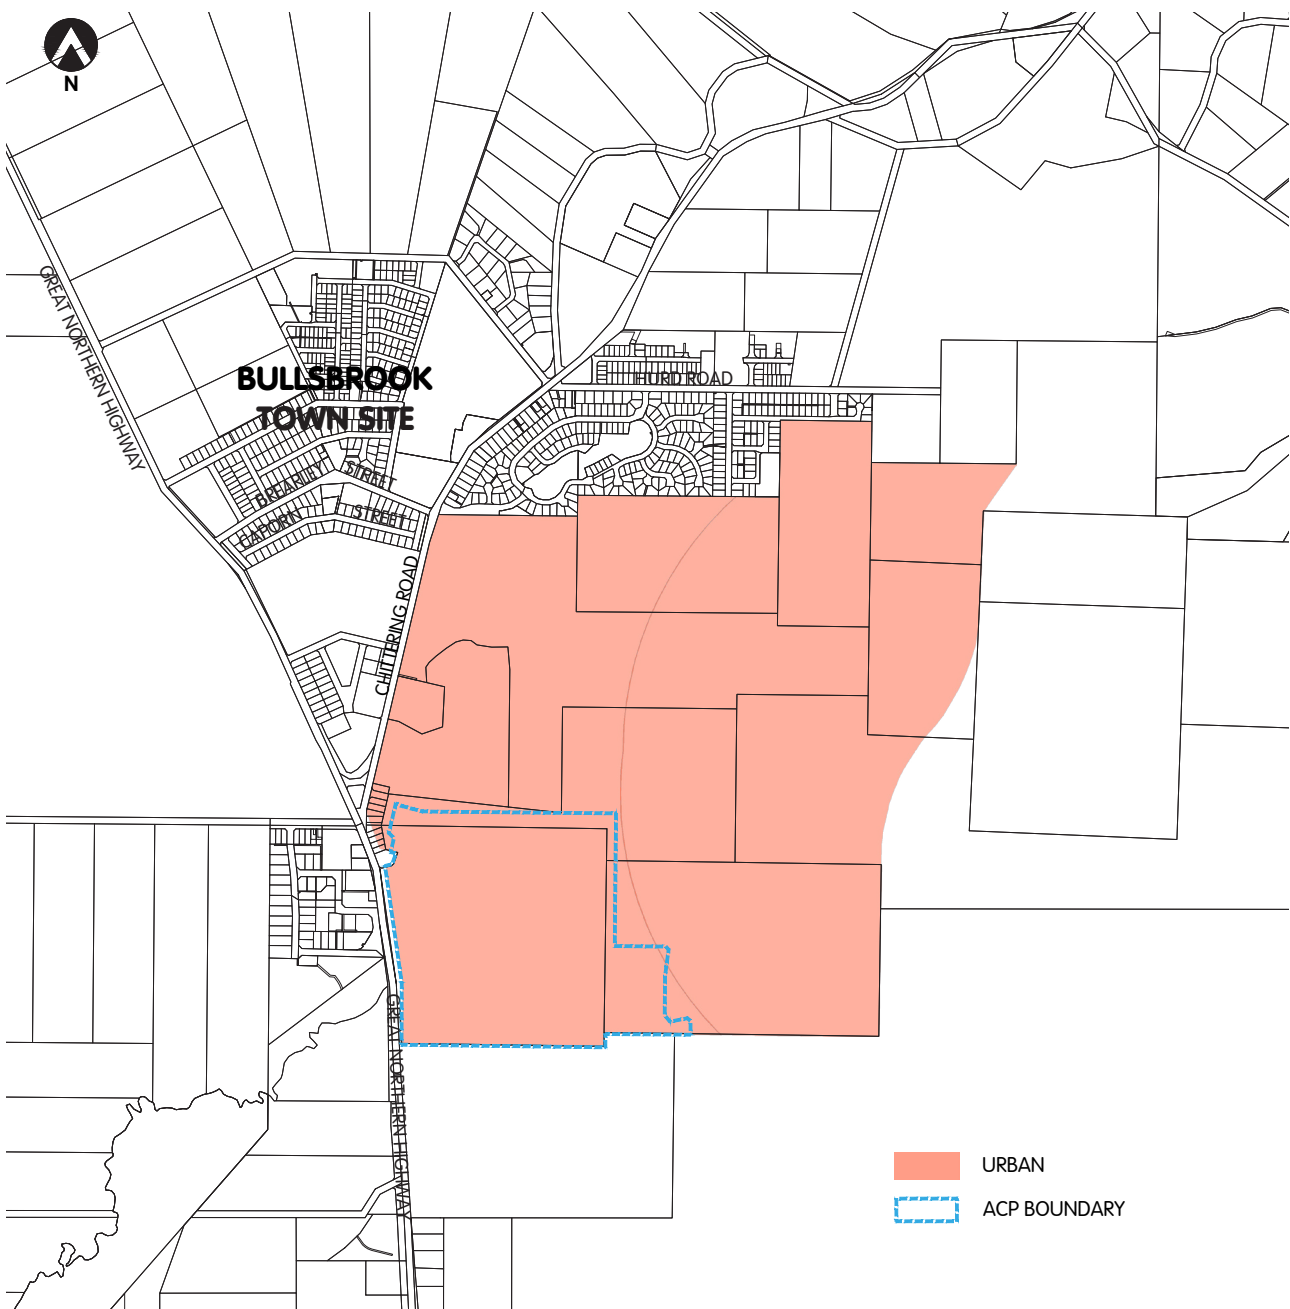 N
GREAT NORTHERN HIGHWAY
BULLSBROOK
TOWN SITE
HURD ROAD
BREARLY STREET
CAPORN STREET
CHITTERING ROAD
GREAT NORTHERN HIGHWAY
URBAN
ACP BOUNDARY